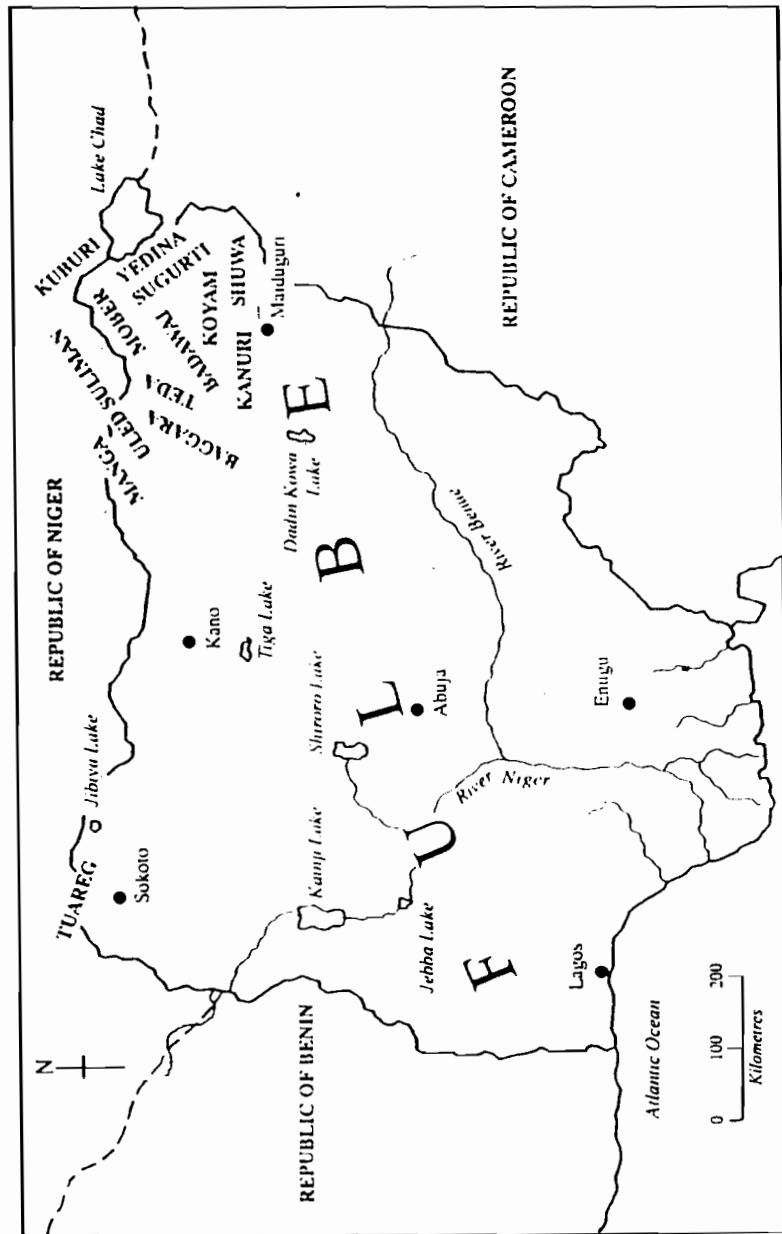 N
REPUBLIC OF NIGER
REPUBLIC OF BENIN
REPUBLIC OF CAMEROON
TUAREG
Sokoto
Jibiya Lake
Kano
Tiga Lake
MANGA
ULED SULIMAN
BAGGARA
TEDA
MOBER
BADAWAI
KUBURI
YEDINA
SUGURTI
KOYAM
SHUWA
KANURI
Maiduguri
Lake Chad
Dadin Kowa
Lake
Shiroro Lake
Kainji Lake
Jebba Lake
Abuja
F U L B E
River Niger
River Benue
Enugu
Lagos
Atlantic Ocean
0 100 200
Kilometres